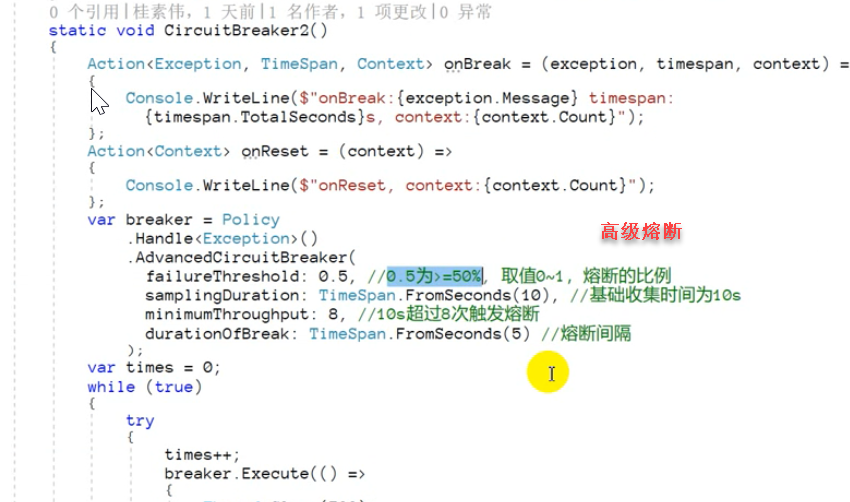 0 个引用|桂素伟，1 天前|1 名作者，1 项更改|0 异常
static void CircuitBreaker2()
{
Action<Exception, TimeSpan, Context> onBreak = (exception, timespan, context) =
{
Console.WriteLine($"onBreak:{exception.Message} timespan:
{timespan.TotalSeconds}s, context:{context.Count}");
};
Action<Context> onReset = (context) =>
{
Console.WriteLine($"onReset, context:{context.Count}");
};
var breaker = Policy
高级熔断
.Handle<Exception>()
.AdvancedCircuitBreaker(
failureThreshold: 0.5, //0.5为>=50%, 取值0~1, 熔断的比例
samplingDuration: TimeSpan.FromSeconds(10), //基础收集时间为10s
minimumThroughput: 8, //10s超过8次触发熔断
durationOfBreak: TimeSpan.FromSeconds(5) //熔断间隔
);
var times = 0;
while (true)
{
try
{
times++;
breaker.Execute(() =>
{